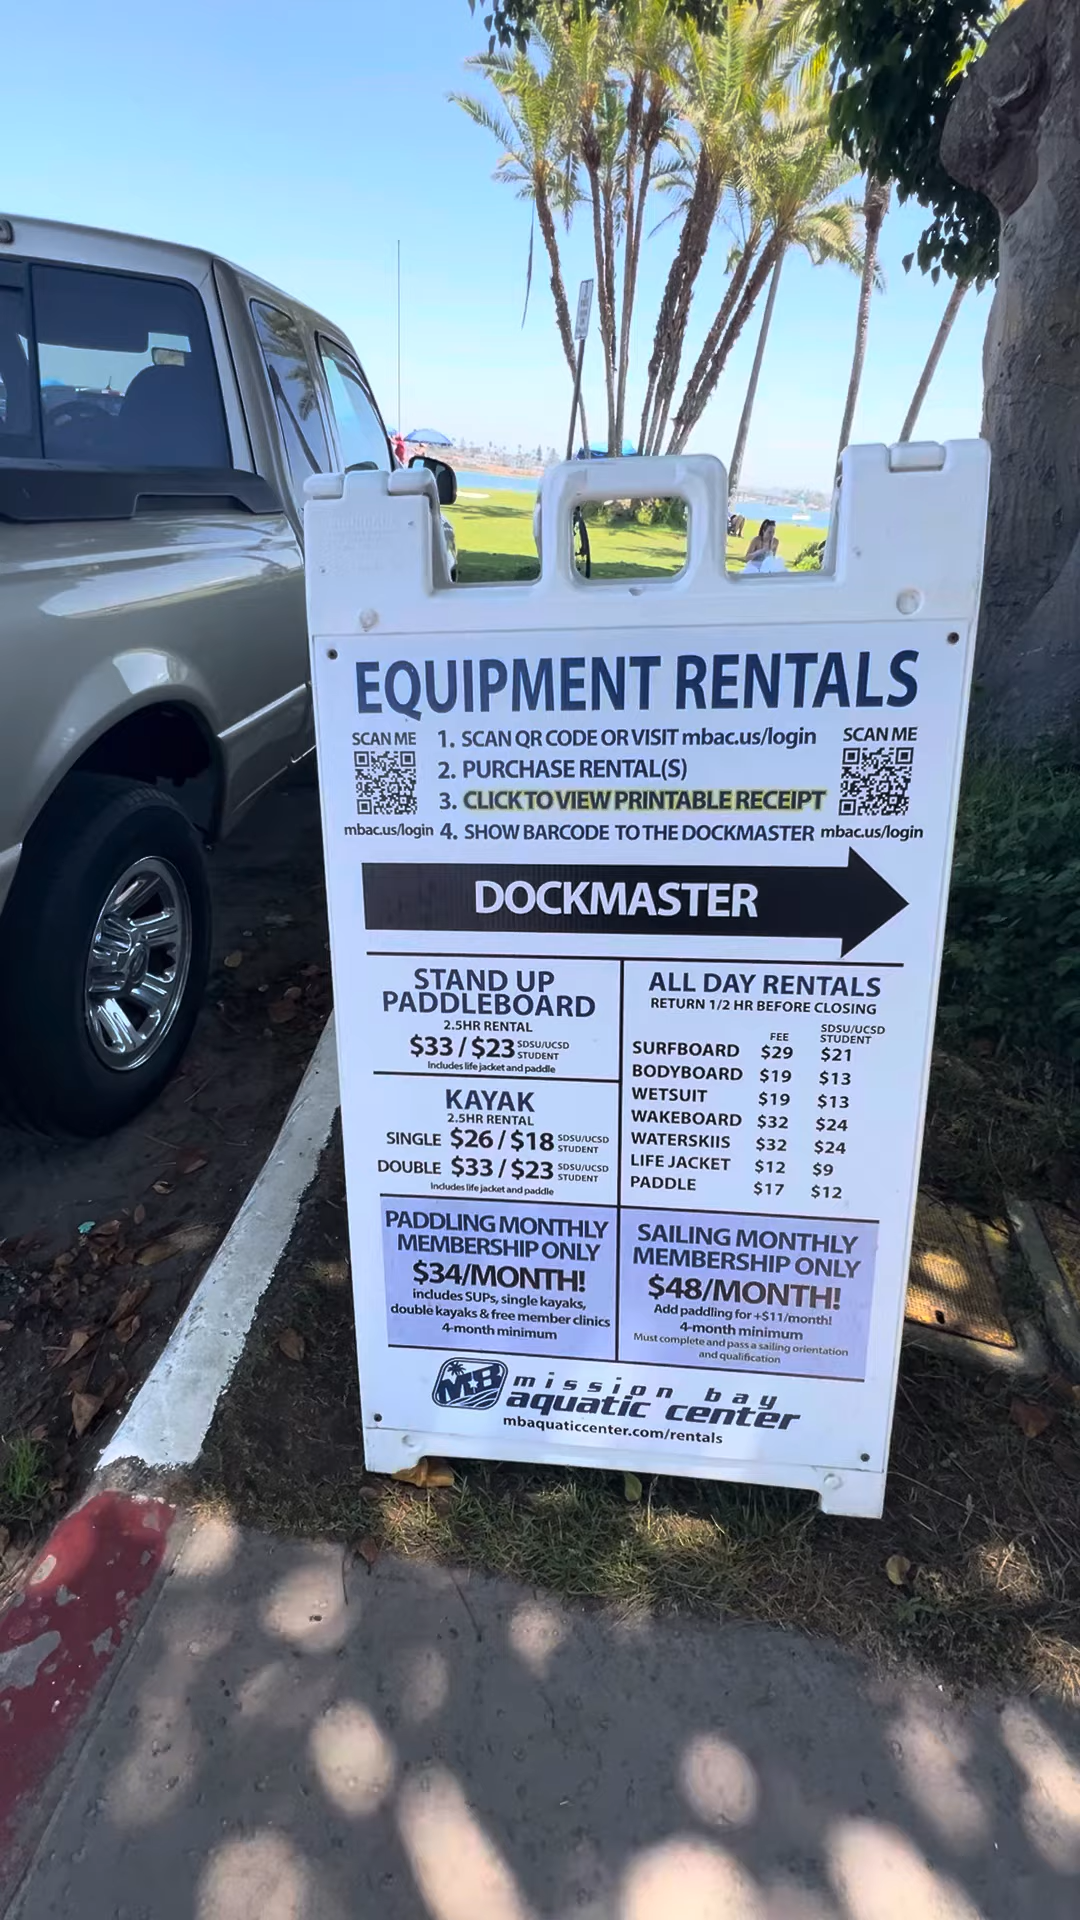 EQUIPMENT RENTALS
SCAN ME
1. SCAN QR CODE OR VISIT mbac.us/login
2. PURCHASE RENTAL(S)
3. CLICK TO VIEW PRINTABLE RECEIPT
4. SHOW BARCODE TO THE DOCKMASTER
mbac.us/login
SCAN ME
mbac.us/login
DOCKMASTER
STAND UP
PADDLEBOARD
2.5HR RENTAL
$33 / $23 SDSU/UCSD STUDENT
Includes life jacket and paddle
KAYAK
2.5HR RENTAL
SINGLE $26 / $18 SDSU/UCSD STUDENT
DOUBLE $33 / $23 SDSU/UCSD STUDENT
Includes life jacket and paddle
ALL DAY RENTALS
RETURN 1/2 HR BEFORE CLOSING
FEE SDSU/UCSD STUDENT
SURFBOARD $29 $21
BODYBOARD $19 $13
WETSUIT $19 $13
WAKEBOARD $32 $24
WATERSKIIS $32 $24
LIFE JACKET $12 $9
PADDLE $17 $12
PADDLING MONTHLY
MEMBERSHIP ONLY
$34/MONTH!
includes SUPs, single kayaks,
double kayaks & free member clinics
4-month minimum
SAILING MONTHLY
MEMBERSHIP ONLY
$48/MONTH!
Add paddling for +$11/month!
4-month minimum
Must complete and pass a sailing orientation
and qualification
MB
mission bay
aquatic center
mbaquaticcenter.com/rentals